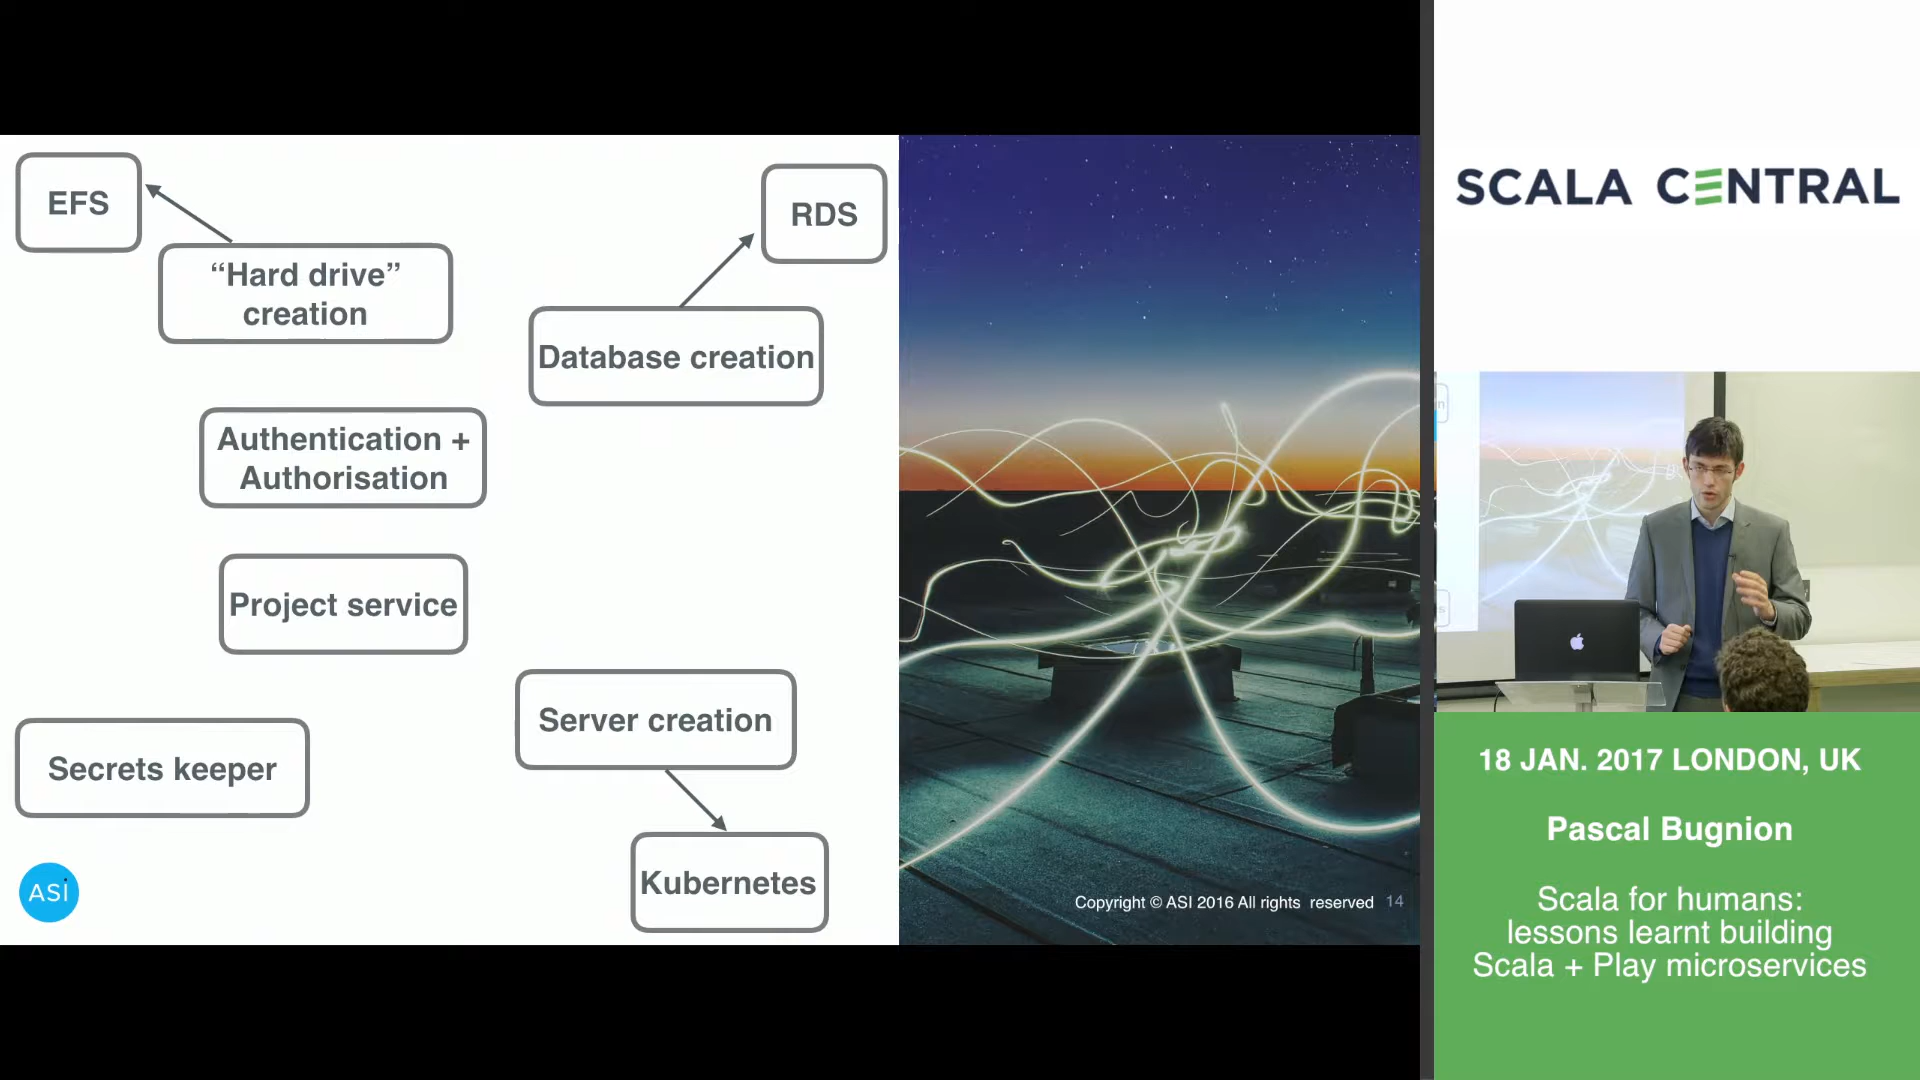 EFS
“Hard drive”
creation
RDS
Database creation
Authentication +
Authorisation
Project service
Server creation
Secrets keeper
Kubernetes
ASI
Copyright © ASI 2016 All rights reserved 14
SCALA CENTRAL
18 JAN. 2017 LONDON, UK
Pascal Bugnion
Scala for humans:
lessons learnt building
Scala + Play microservices